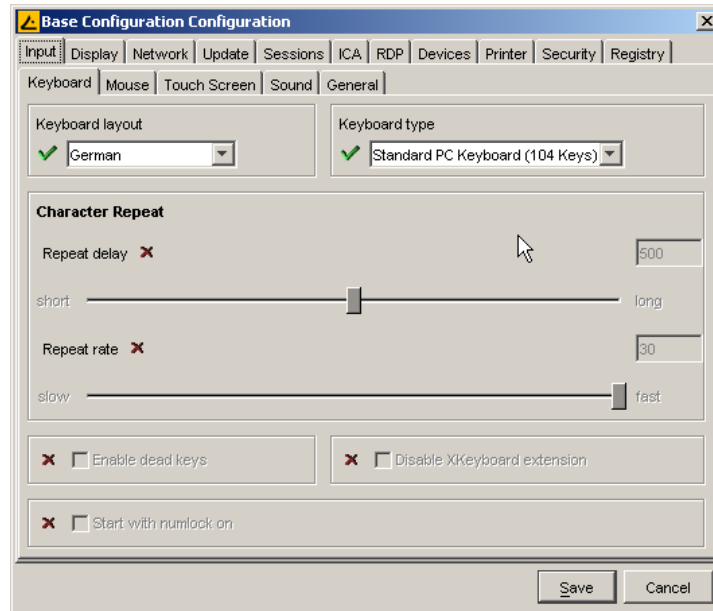 Base Configuration Configuration
Input Display Network Update Sessions ICA RDP Devices Printer Security Registry
Keyboard Mouse Touch Screen Sound General
Keyboard layout Keyboard type
German Standard PC Keyboard (104 Keys)
Character Repeat
Repeat delay 500
short long
Repeat rate 30
slow fast
Enable dead keys Disable XKeyboard extension
Start with numlock on
Save Cancel